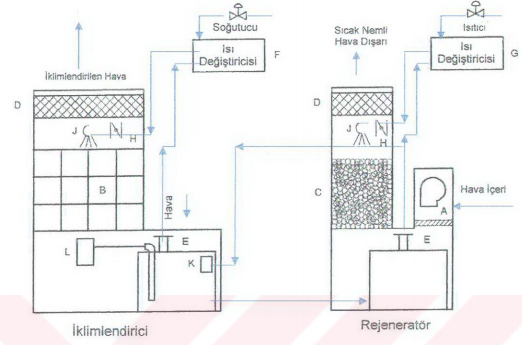 Soğutucu
Isı
Değiştiricisi
F
İklimlendirilen Hava
D
J
H
B
Hava
L
E
K
İklimlendirici
Isıtıcı
Sıcak Nemli
Hava Dışarı
Isı
Değiştiricisi
G
D
J
H
C
A
Hava İçeri
E
Rejeneratör